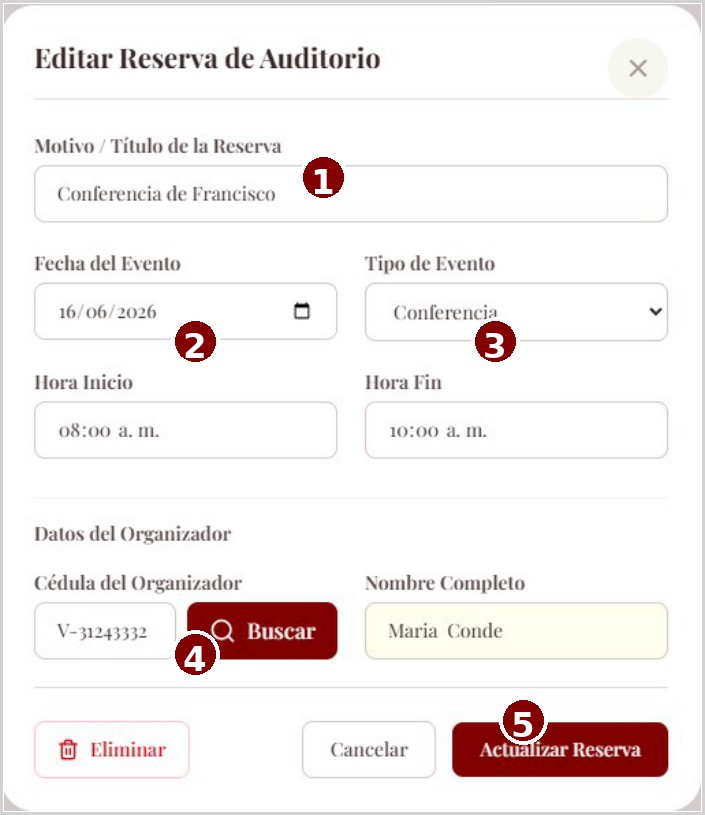 Editar Reserva de Auditorio
Motivo / Título de la Reserva
1
Conferencia de Francisco
Fecha del Evento
Tipo de Evento
16/06/2026
Conferencia
2
3
Hora Inicio
Hora Fin
08:00 a. m.
10:00 a. m.
Datos del Organizador
Cédula del Organizador
Nombre Completo
V-31243332
Buscar
Maria Conde
4
5
Eliminar
Cancelar
Actualizar Reserva